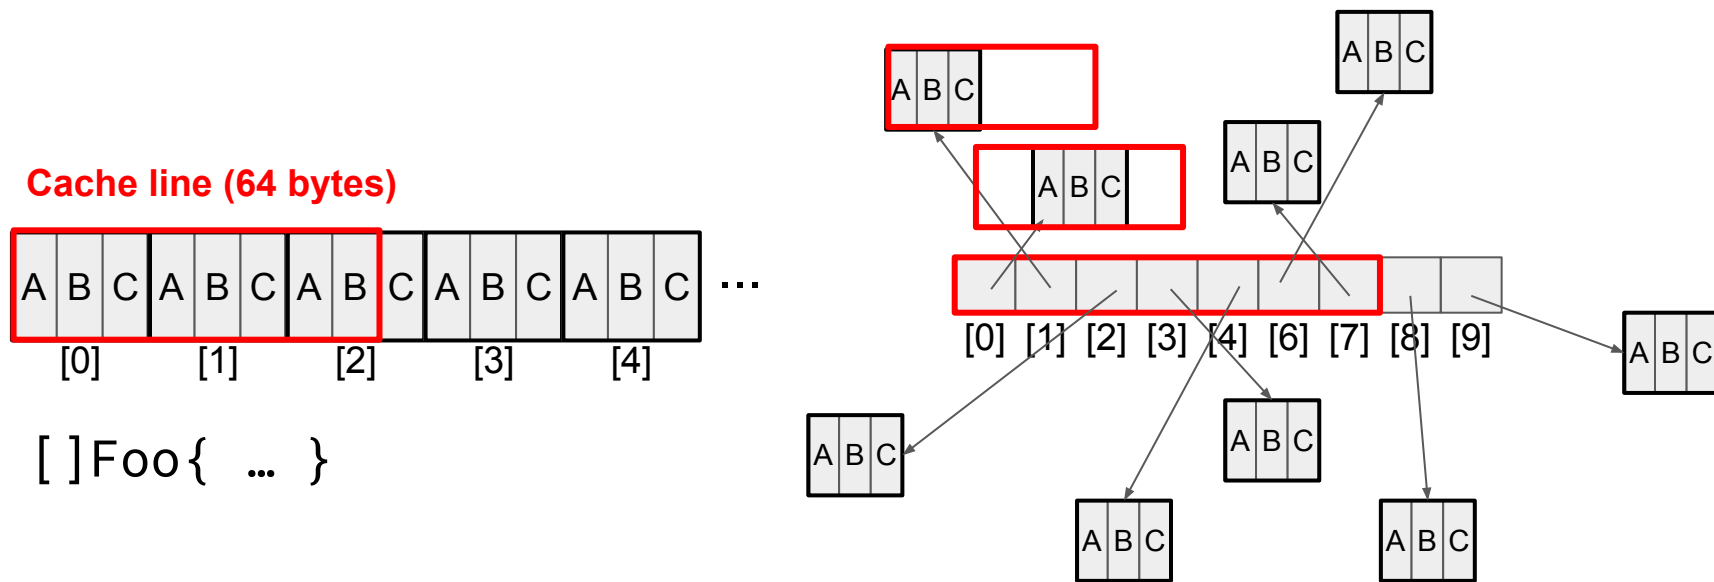 Cache line (64 bytes)
A B C A B C A B C A B C A B C ...
[0] [1] [2] [3] [4]
[]Foo{ … }
A B C
A B C
A B C
A B C
[0] [1] [2] [3] [4] [6] [7] [8] [9]
A B C
A B C
A B C
A B C
A B C